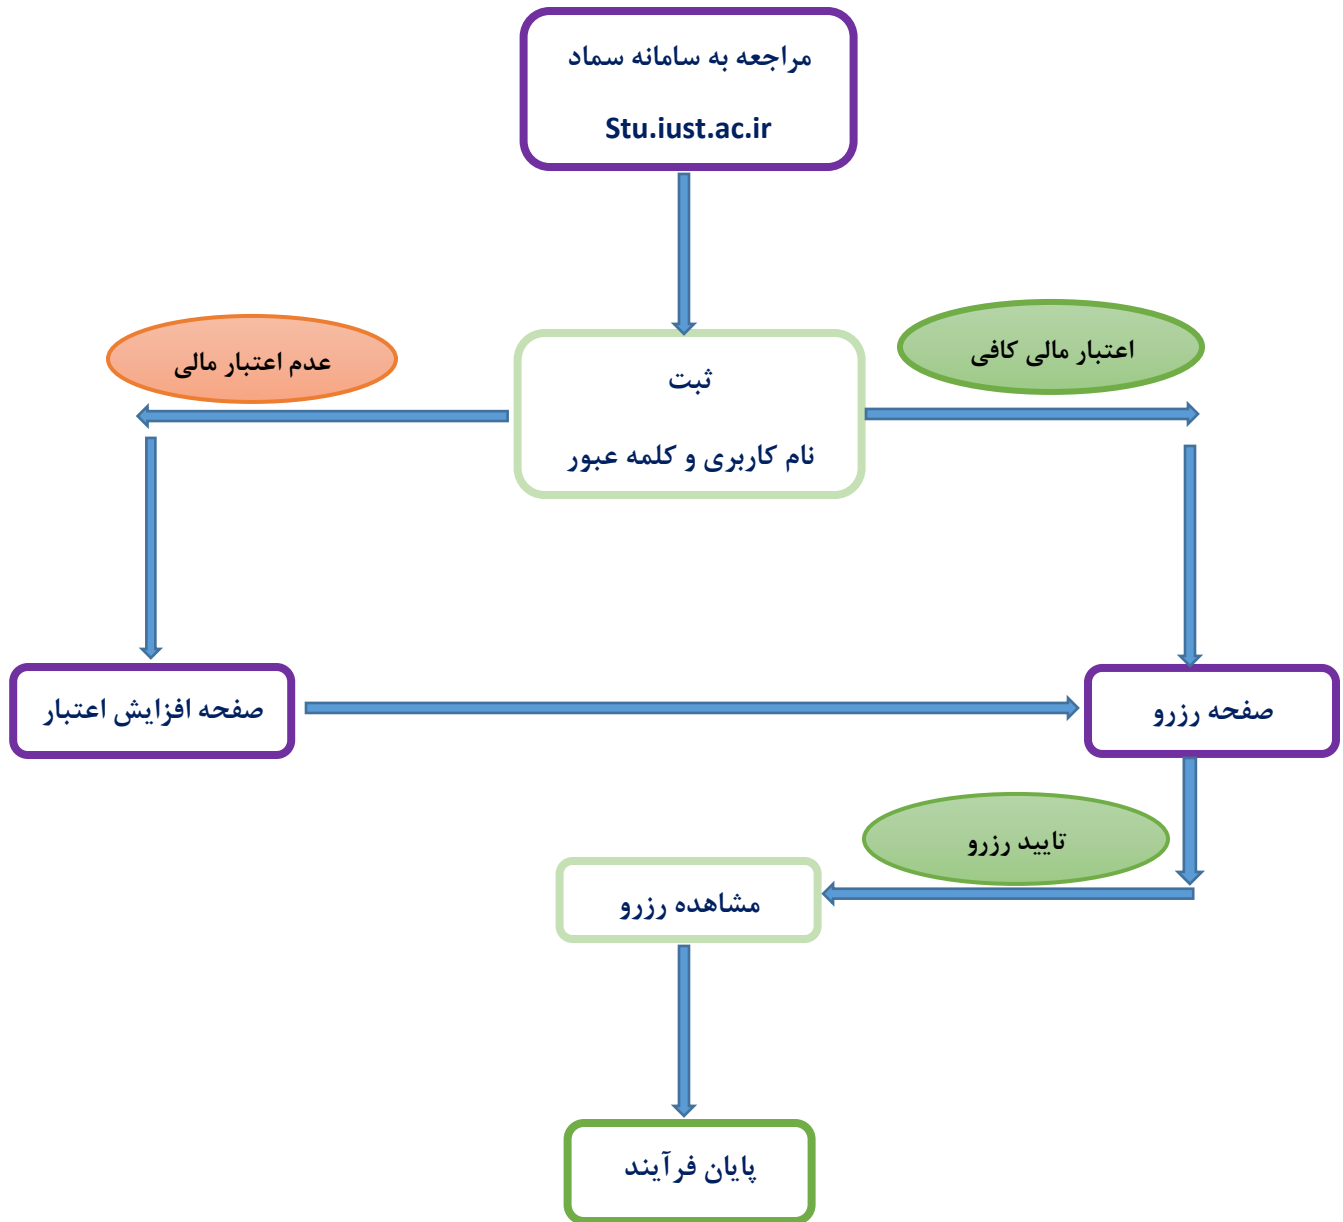 مراجعه به سامانه سماد
Stu.iust.ac.ir
اعتبار مالی کافی
عدم اعتبار مالی
ثبت
نام کاربری و کلمه عبور
صفحه رزرو
صفحه افزایش اعتبار
تایید رزرو
مشاهده رزرو
پایان فرآیند